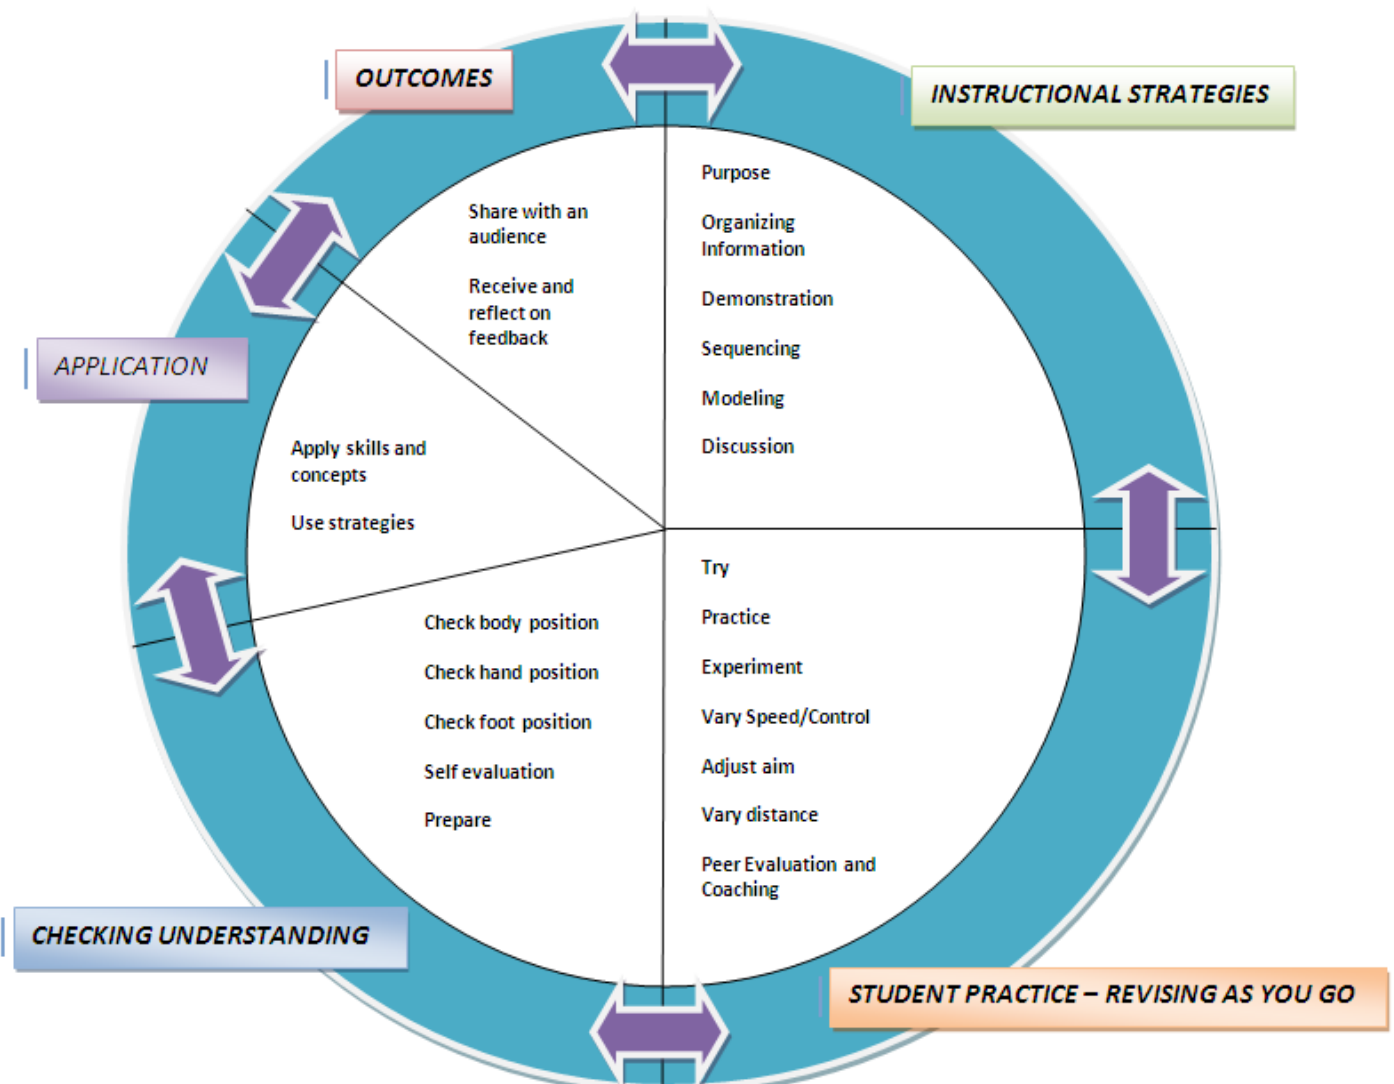 OUTCOMES
INSTRUCTIONAL STRATEGIES
Share with an
audience
Receive and
reflect on
feedback
Purpose
Organizing
Information
Demonstration
Sequencing
Modeling
Discussion
APPLICATION
Apply skills and
concepts
Use strategies
Try
Practice
Experiment
Vary Speed/Control
Adjust aim
Vary distance
Peer Evaluation and
Coaching
Check body position
Check hand position
Check foot position
Self evaluation
Prepare
CHECKING UNDERSTANDING
STUDENT PRACTICE – REVISING AS YOU GO